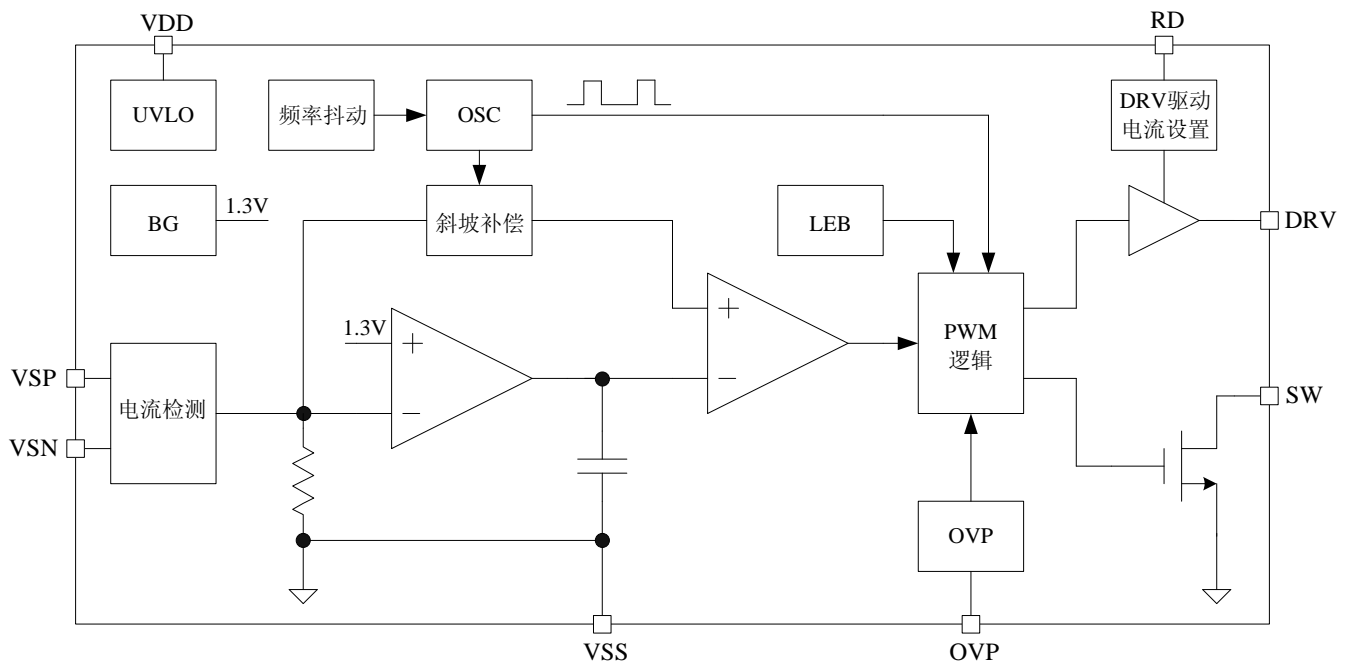 VDD
RD
UVLO
频率抖动
OSC
DRV驱动
电流设置
BG
1.3V
斜坡补偿
LEB
DRV
1.3V
+
−
+
−
PWM
逻辑
VSP
VSN
电流检测
SW
OVP
VSS
OVP